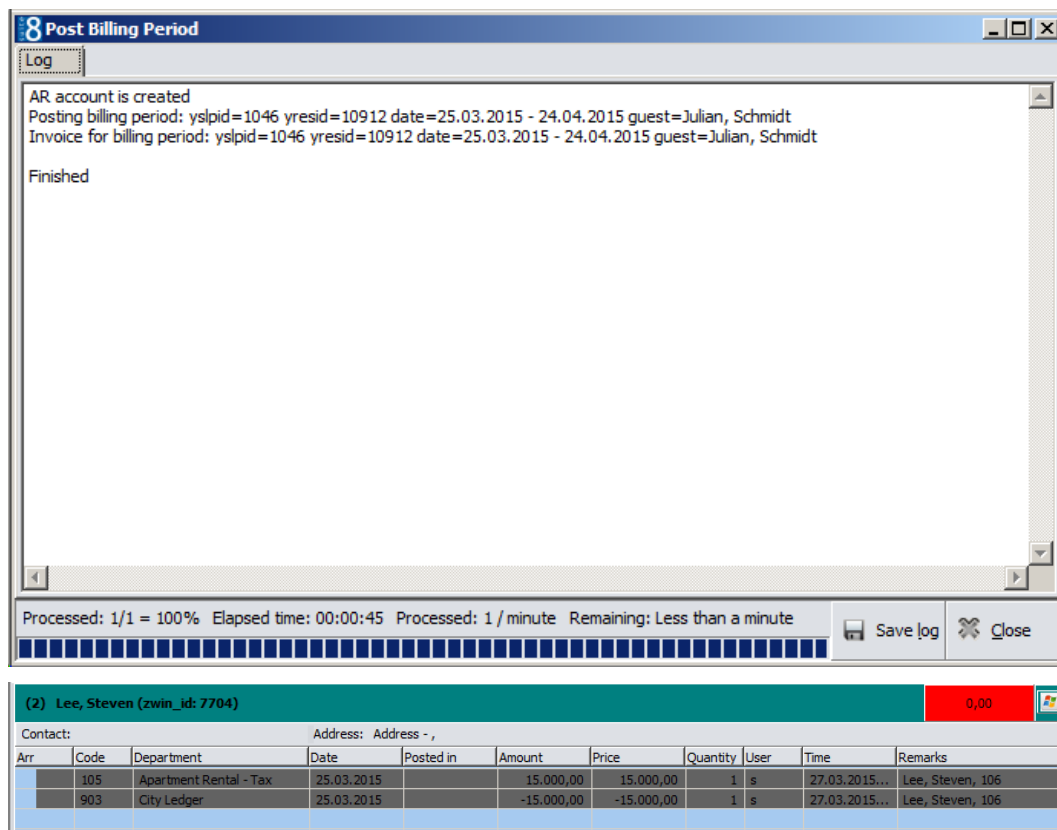 8 Post Billing Period
Log
AR account is created
Posting billing period: yslpid=1046 yresid=10912 date=25.03.2015 - 24.04.2015 guest=Julian, Schmidt
Invoice for billing period: yslpid=1046 yresid=10912 date=25.03.2015 - 24.04.2015 guest=Julian, Schmidt
Finished
Processed: 1/1 = 100% Elapsed time: 00:00:45 Processed: 1 / minute Remaining: Less than a minute Save log Close
(2) Lee, Steven (zwin_id: 7704) 0,00
Contact: Address: Address - ,
Arr Code Department Date Posted in Amount Price Quantity User Time Remarks
105 Apartment Rental - Tax 25.03.2015 15.000,00 15.000,00 1 s 27.03.2015... Lee, Steven, 106
903 City Ledger 25.03.2015 -15.000,00 -15.000,00 1 s 27.03.2015... Lee, Steven, 106